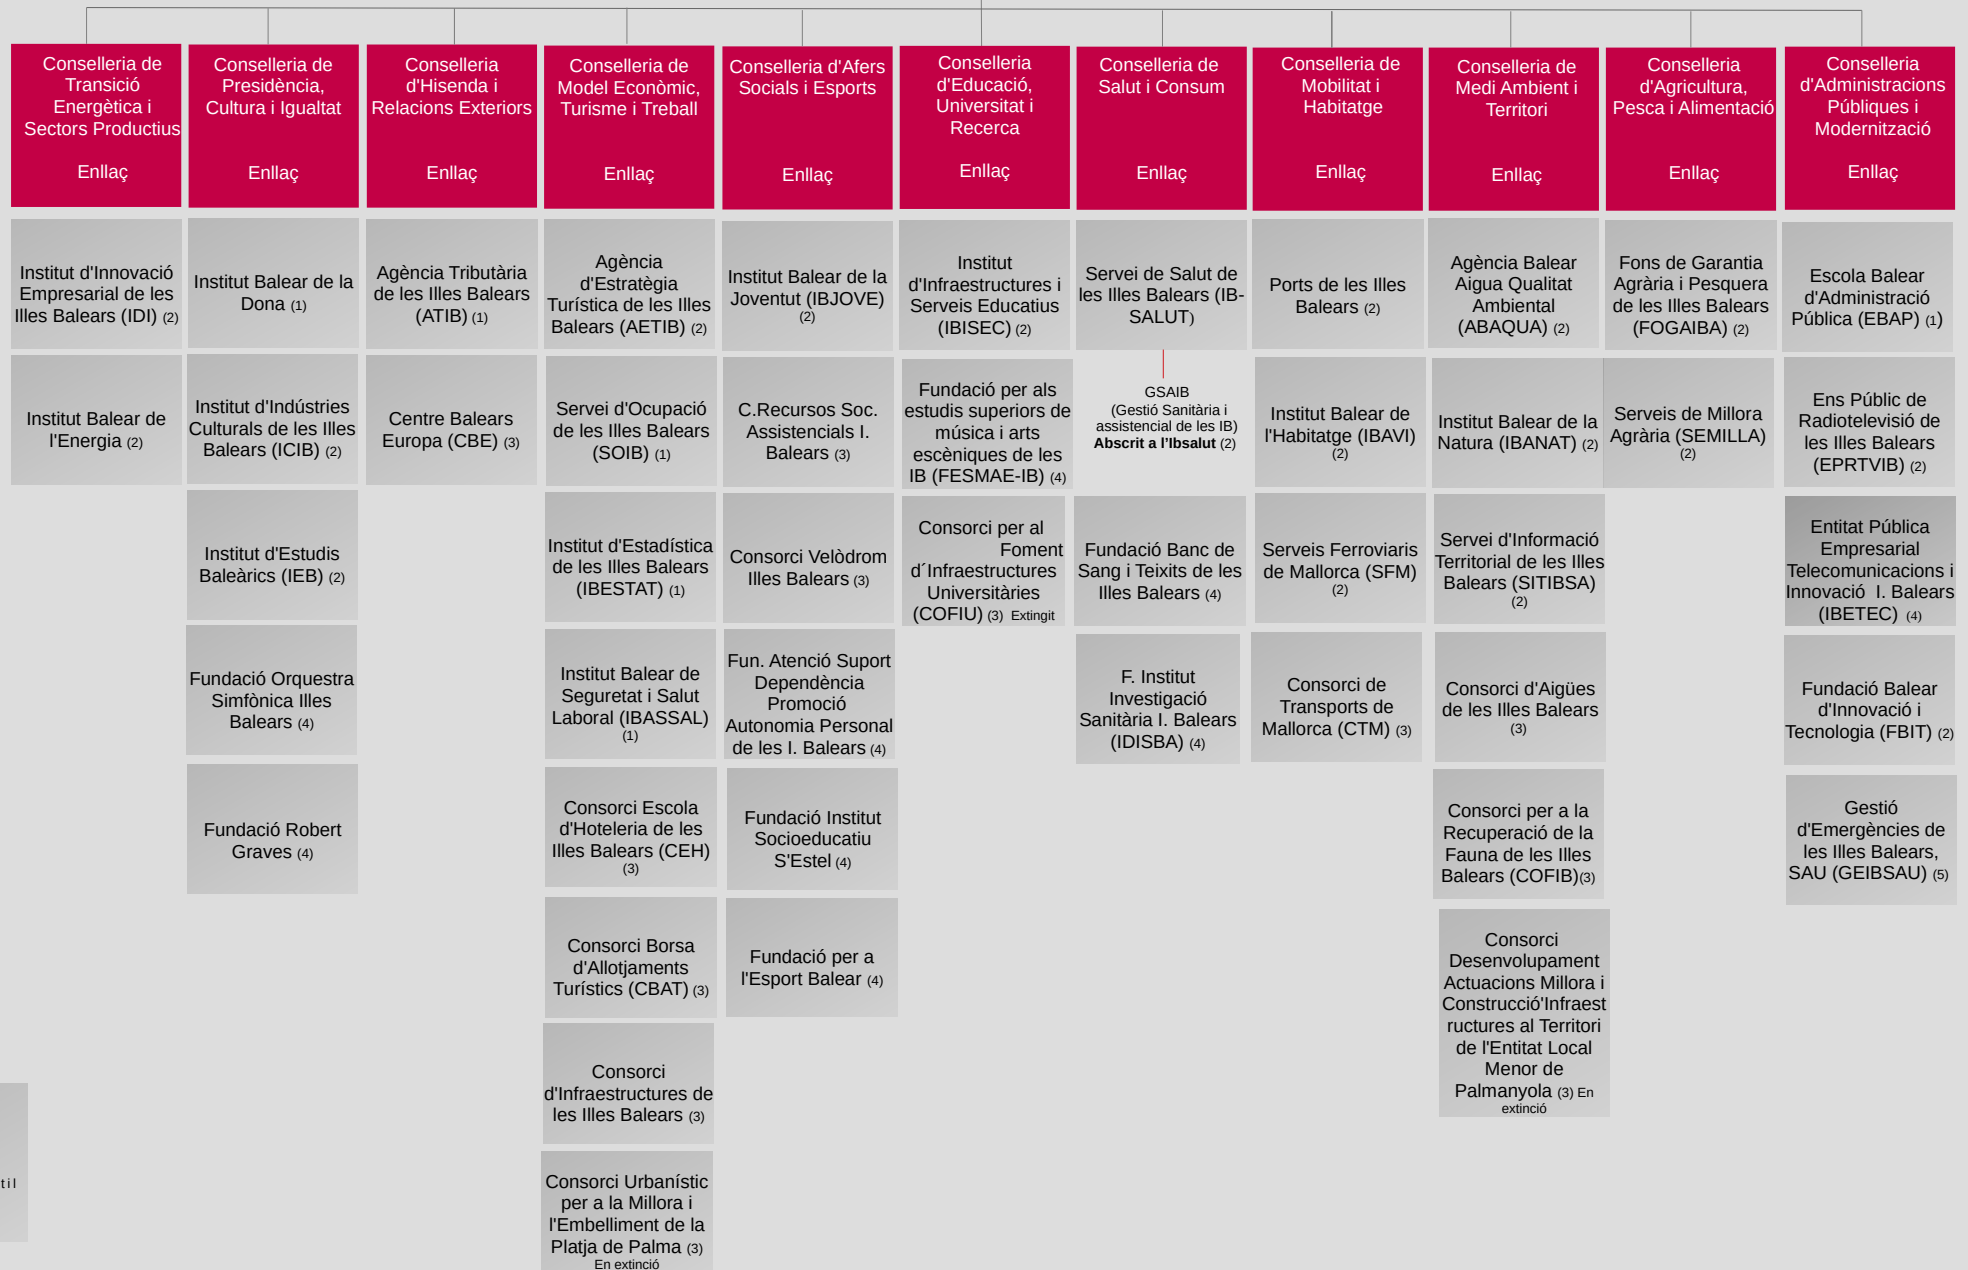 Conselleria de
Transició
Energètica i
Sectors Productius
Enllaç
Institut d'Innovació
Empresarial de les
Illes Balears (IDI) (2)
Institut Balear de
l'Energia (2)
Conselleria de
Presidència,
Cultura i Igualtat
Enllaç
Institut Balear de la
Dona (1)
Institut d'Indústries
Culturals de les Illes
Balears (ICIB) (2)
Institut d'Estudis
Baleàrics (IEB) (2)
Fundació Orquestra
Simfònica Illes
Balears (4)
Fundació Robert
Graves (4)
Conselleria
d'Hisenda i
Relacions Exteriors
Enllaç
Agència Tributària
de les Illes Balears
(ATIB) (1)
Centre Balears
Europa (CBE) (3)
Conselleria de
Model Econòmic,
Turisme i Treball
Enllaç
Agència
d'Estratègia
Turística de les Illes
Balears (AETIB) (2)
Servei d'Ocupació
de les Illes Balears
(SOIB) (1)
Institut d'Estadística
de les Illes Balears
(IBESTAT) (1)
Institut Balear de
Seguretat i Salut
Laboral (IBASSAL)
(1)
Consorci Escola
d'Hoteleria de les
Illes Balears (CEH)
(3)
Consorci Borsa
d'Allotjaments
Turístics (CBAT) (3)
Consorci
d'Infraestructures de
les Illes Balears (3)
Consorci Urbanístic
per a la Millora i
l'Embelliment de la
Platja de Palma (3)
En extinció
Conselleria d'Afers
Socials i Esports
Enllaç
Institut Balear de la
Joventut (IBJOVE)
(2)
C.Recursos Soc.
Assistencials I.
Balears (3)
Consorci Velòdrom
Illes Balears (3)
Fun. Atenció Suport
Dependència
Promoció
Autonomia Personal
de les I. Balears (4)
Fundació Institut
Socioeducatiu
S'Estel (4)
Fundació per a
l'Esport Balear (4)
Conselleria
d'Educació,
Universitat i
Recerca
Enllaç
Institut
d'Infraestructures i
Serveis Educatius
(IBISEC) (2)
Fundació per als
estudis superiors de
música i arts
escèniques de les
IB (FESMAE-IB) (4)
Consorci per al
Foment
d´Infraestructures
Universitàries
(COFIU) (3) Extingit
Conselleria de
Salut i Consum
Enllaç
Servei de Salut de
les Illes Balears (IB-
SALUT)
GSAIB
(Gestió Sanitària i
assistencial de les IB)
Abscrit a l'Ibsalut (2)
Fundació Banc de
Sang i Teixits de les
Illes Balears (4)
F. Institut
Investigació
Sanitària I. Balears
(IDISBA) (4)
Conselleria de
Mobilitat i
Habitatge
Enllaç
Ports de les Illes
Balears (2)
Institut Balear de
l'Habitatge (IBAVI)
(2)
Serveis Ferroviaris
de Mallorca (SFM)
(2)
Consorci de
Transports de
Mallorca (CTM) (3)
Conselleria de
Medi Ambient i
Territori
Enllaç
Agència Balear
Aigua Qualitat
Ambiental
(ABAQUA) (2)
Institut Balear de la
Natura (IBANAT) (2)
Servei d'Informació
Territorial de les Illes
Balears (SITIBSA)
(2)
Consorci d'Aigües
de les Illes Balears
(3)
Consorci per a la
Recuperació de la
Fauna de les Illes
Balears (COFIB)(3)
Consorci
Desenvolupament
Actuacions Millora i
Construcció'Infraest
ructures al Territori
de l'Entitat Local
Menor de
Palmanyola (3) En
extinció
Conselleria
d'Agricultura,
Pesca i Alimentació
Enllaç
Fons de Garantia
Agrària i Pesquera
de les Illes Balears
(FOGAIBA) (2)
Serveis de Millora
Agrària (SEMILLA)
(2)
Conselleria
d'Administracions
Públiques i
Modernització
Enllaç
Escola Balear
d'Administració
Pública (EBAP) (1)
Ens Públic de
Radiotelevisió de
les Illes Balears
(EPRTVIB) (2)
Entitat Pública
Empresarial
Telecomunicacions i
Innovació I. Balears
(IBETEC) (4)
Fundació Balear
d'Innovació i
Tecnologia (FBIT) (2)
Gestió
d'Emergències de
les Illes Balears,
SAU (GEIBSAU) (5)
til